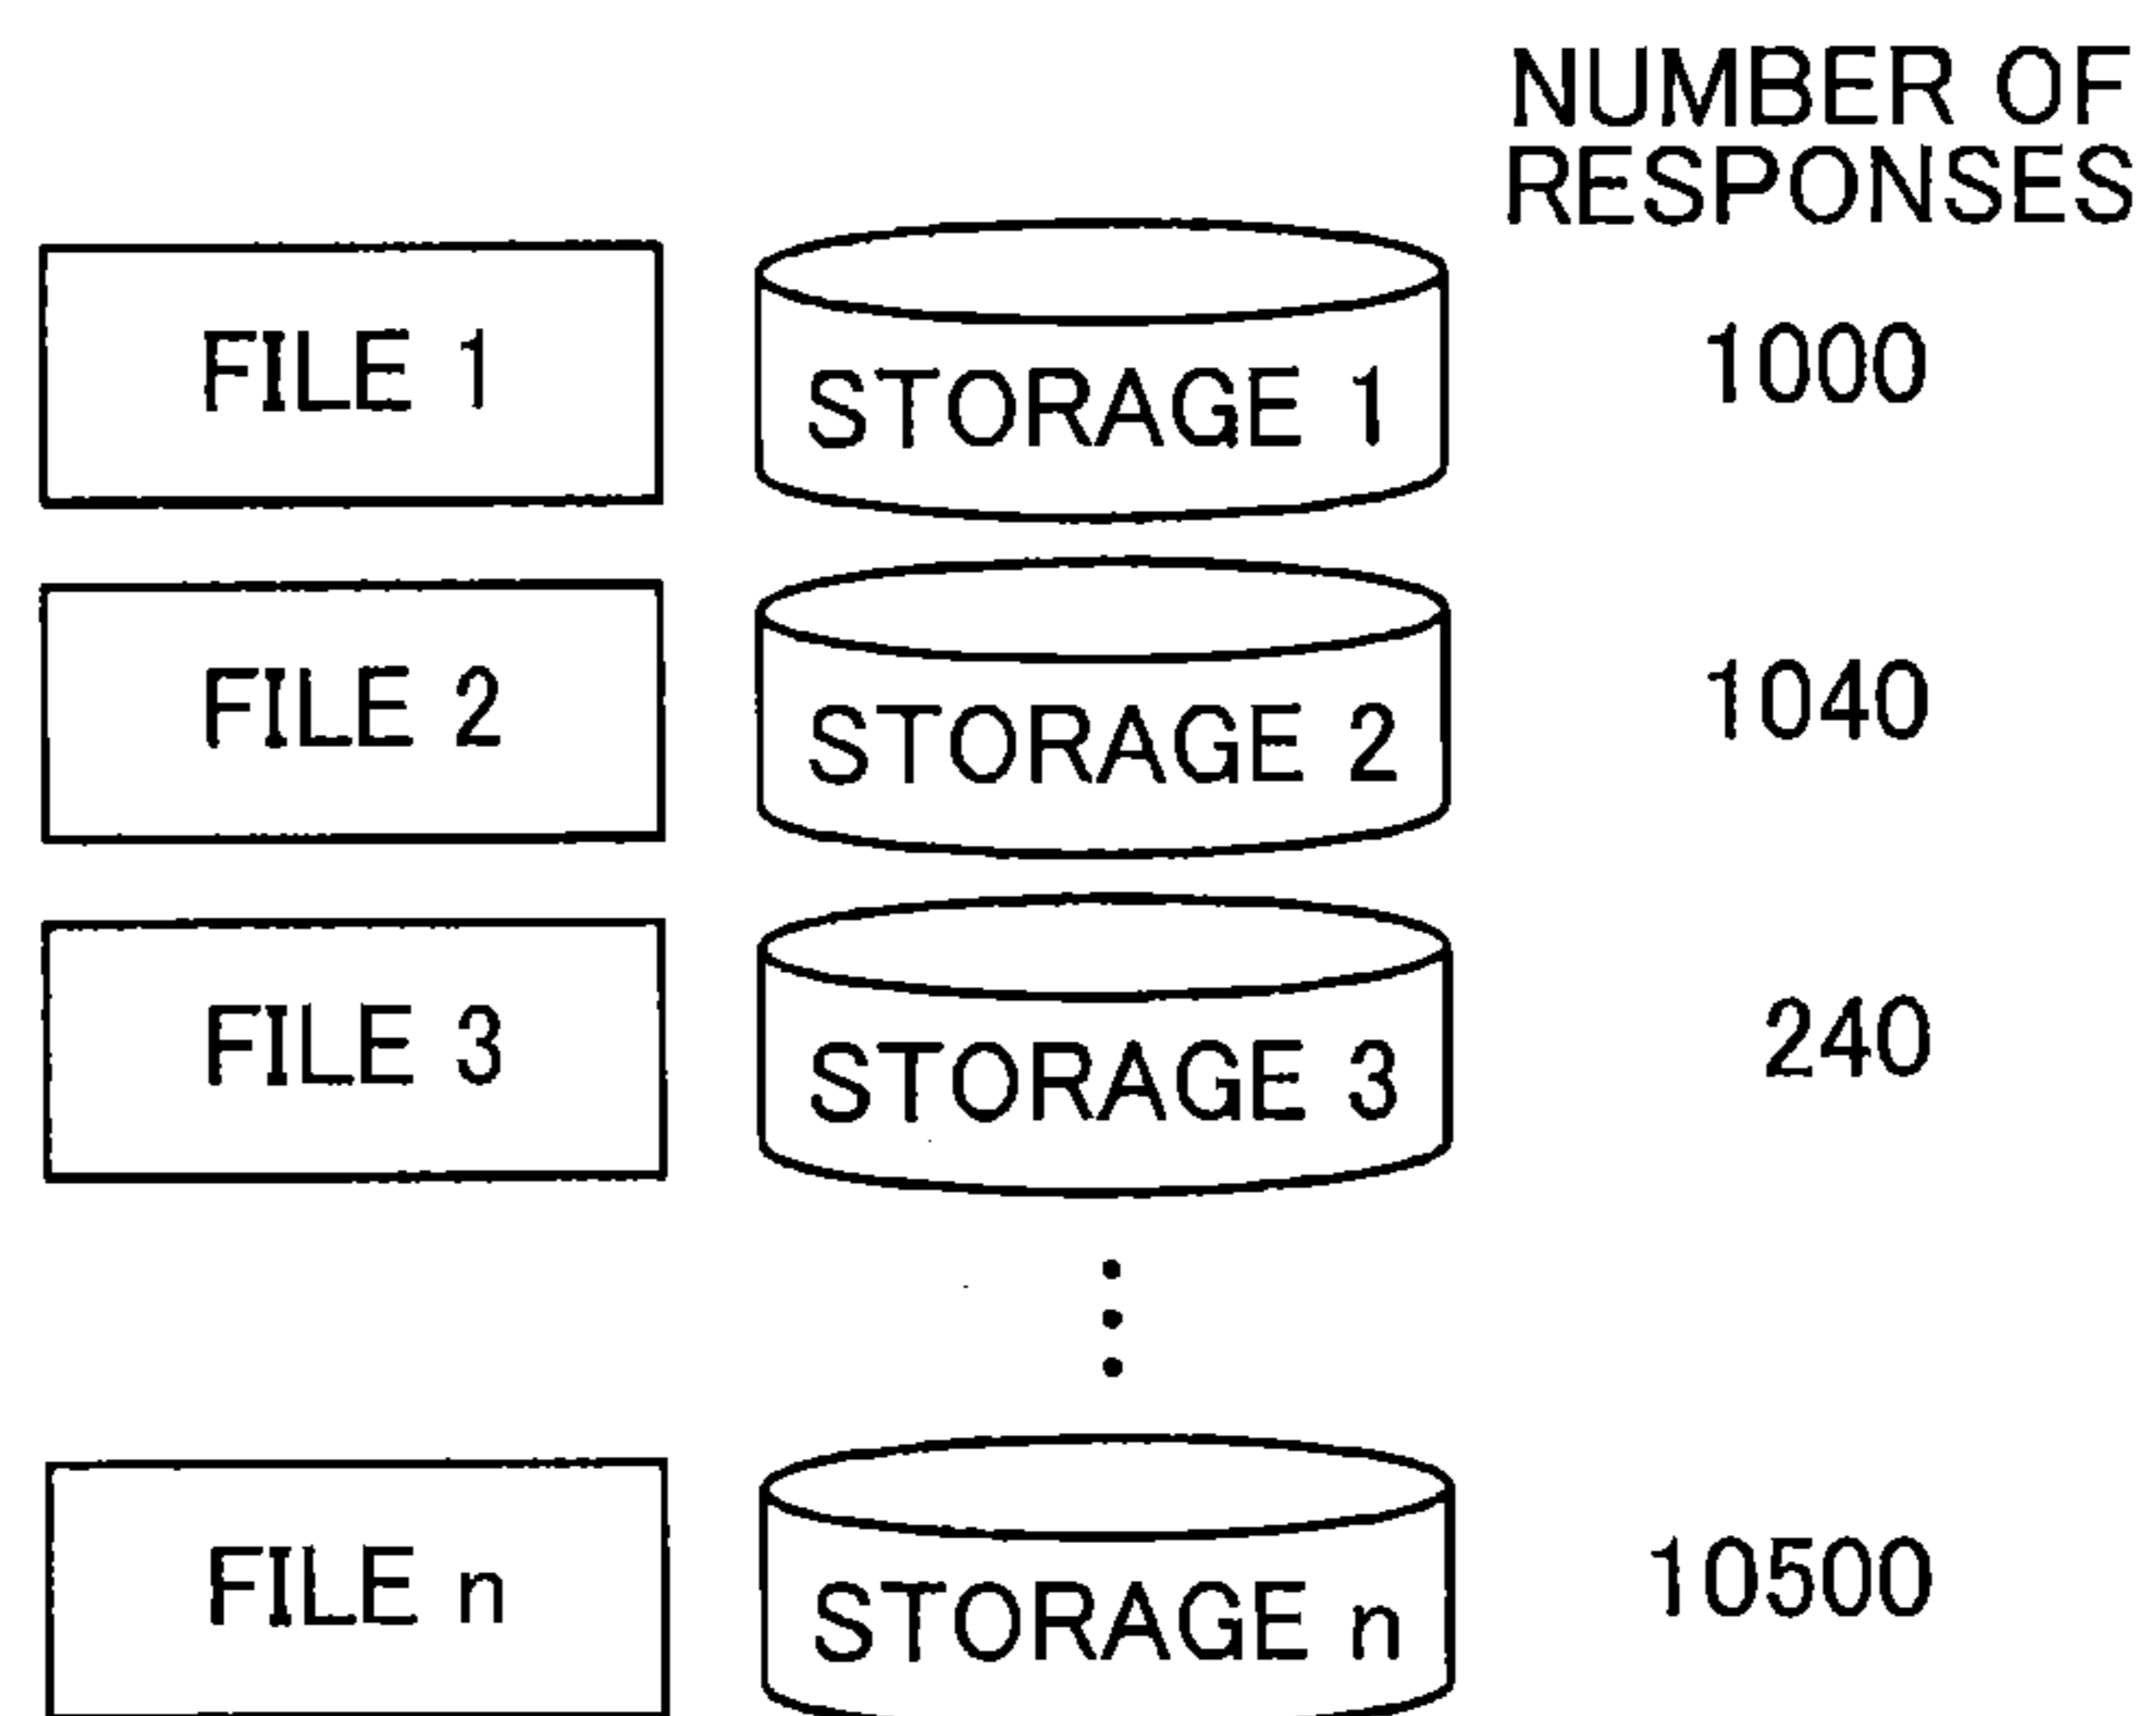 NUMBER OF
RESPONSES
FILE 1 STORAGE 1 1000
FILE 2 STORAGE 2 1040
FILE 3 STORAGE 3 240
FILE n STORAGE n 10500